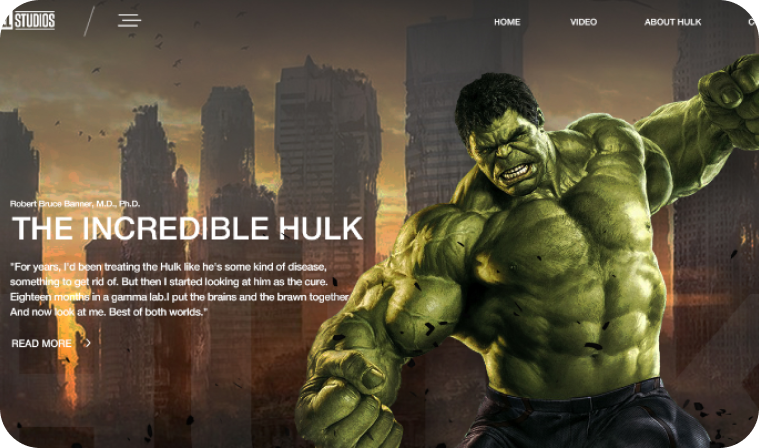 STUDIOS
HOME
VIDEO
ABOUT HULK
Robert Bruce Banner, M.D., Ph.D.
THE INCREDIBLE HULK
"For years, I'd been treating the Hulk like he's some kind of disease,
something to get rid of. But then I started looking at him as the cure.
Eighteen months in a gamma lab.I put the brains and the brawn together
And now look at me. Best of both worlds."
READ MORE